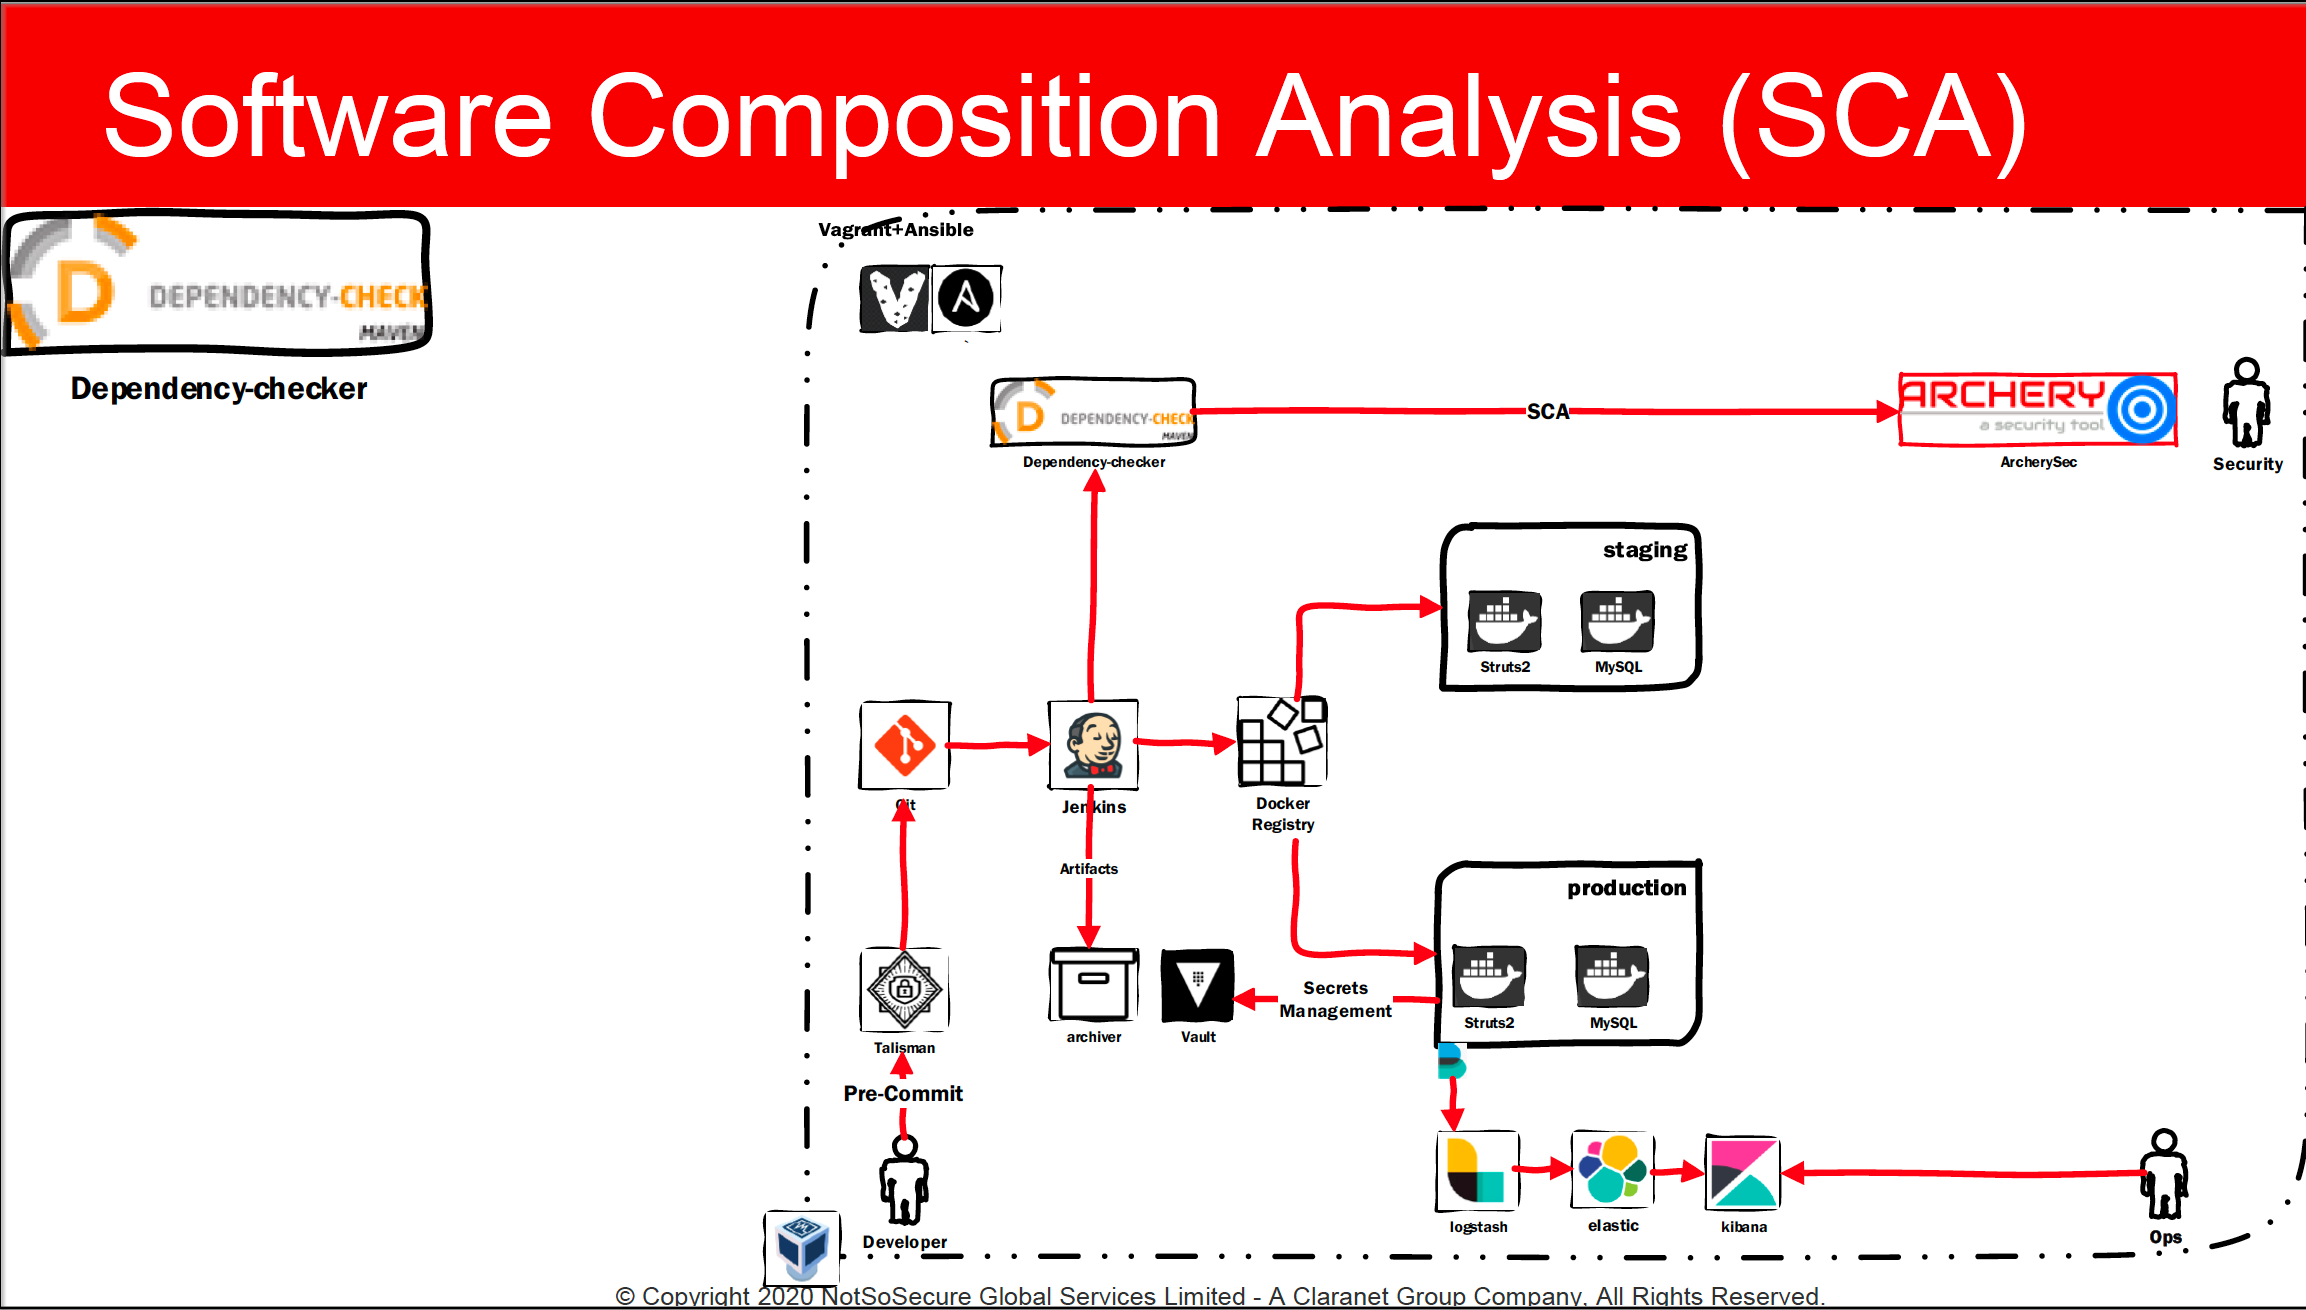 Software Composition Analysis (SCA)
DEPENDENCY-CHECK
MAVEN
Dependency-checker
Vagrant+Ansible
DEPENDENCY-CHECK
MAVEN
Dependency-checker
SCA
ARCHERY
a security tool
ArcherySec
Security
staging
Struts2
MySQL
Git
Jenkins
Docker
Registry
Artifacts
production
Struts2
MySQL
Secrets
Management
Talisman
archiver
Vault
Pre-Commit
Developer
logstash
elastic
kibana
Ops
© Copyright 2020 NotSoSecure Global Services Limited - A Claranet Group Company, All Rights Reserved.